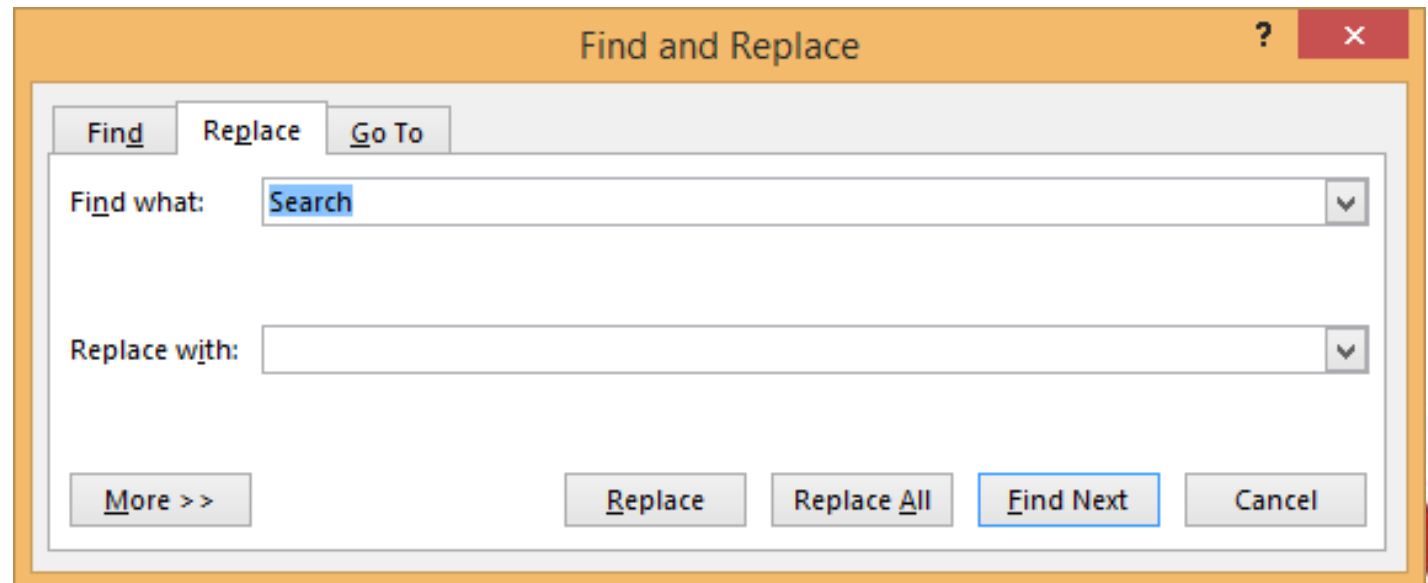 Find and Replace ?
Find Replace Go To
Find what: Search
Replace with:
More >> Replace Replace All Find Next Cancel